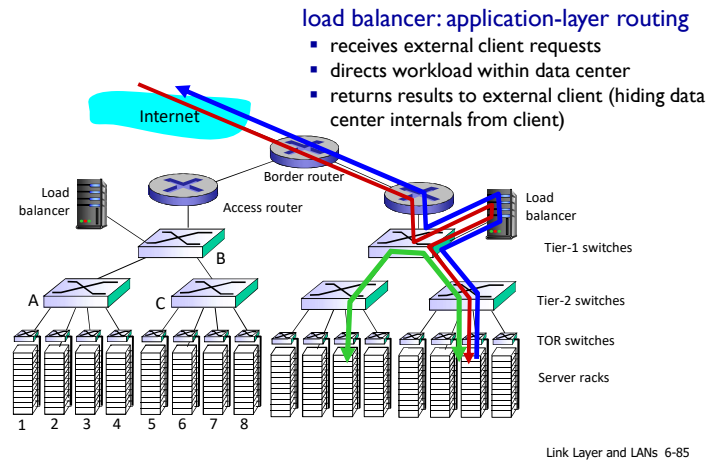 load balancer: application-layer routing
▪ receives external client requests
▪ directs workload within data center
▪ returns results to external client (hiding data
center internals from client)
Internet
Border router
Load
balancer
Access router
Load
balancer
B
Tier-1 switches
A
C
Tier-2 switches
TOR switches
Server racks
1 2 3 4 5 6 7 8
Link Layer and LANs 6-85